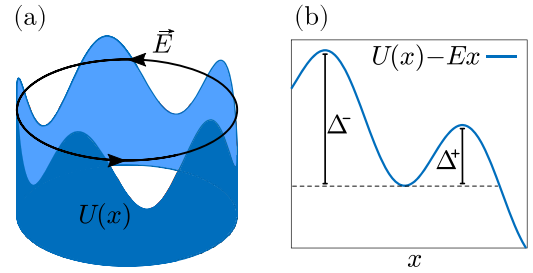 (a)
E⃗
U(x)
(b)
U(x)−Ex
Δ⁻
Δ⁺
x